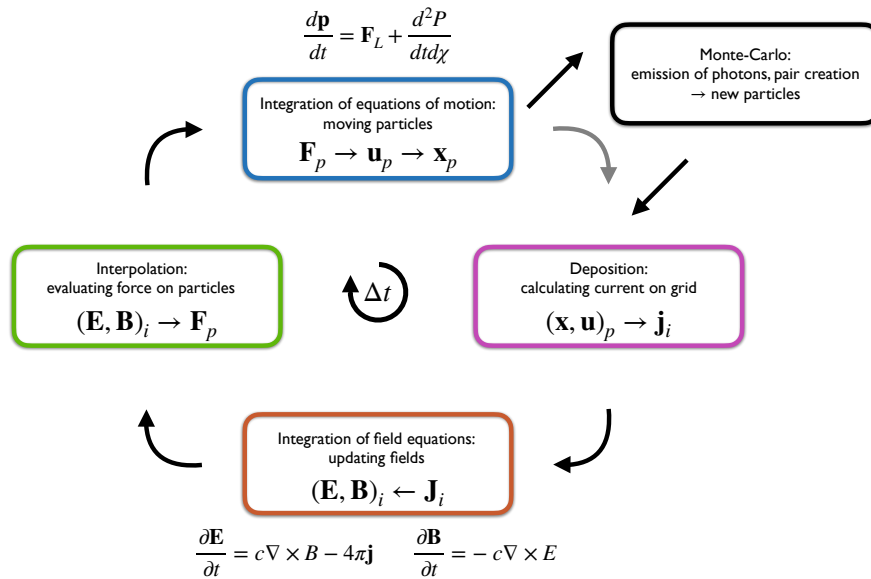 d𝐩/dt = 𝐅_L + d²P/dtdχ
Monte-Carlo:
emission of photons, pair creation
→ new particles
Integration of equations of motion:
moving particles
𝐅_p → 𝐮_p → 𝐱_p
Interpolation:
evaluating force on particles
(𝐄, 𝐁)_i → 𝐅_p
Δt
Deposition:
calculating current on grid
(𝐱, 𝐮)_p → 𝐣_i
Integration of field equations:
updating fields
(𝐄, 𝐁)_i ← 𝐉_i
∂𝐄/∂t = c∇ × B − 4π𝐣
∂𝐁/∂t = − c∇ × E